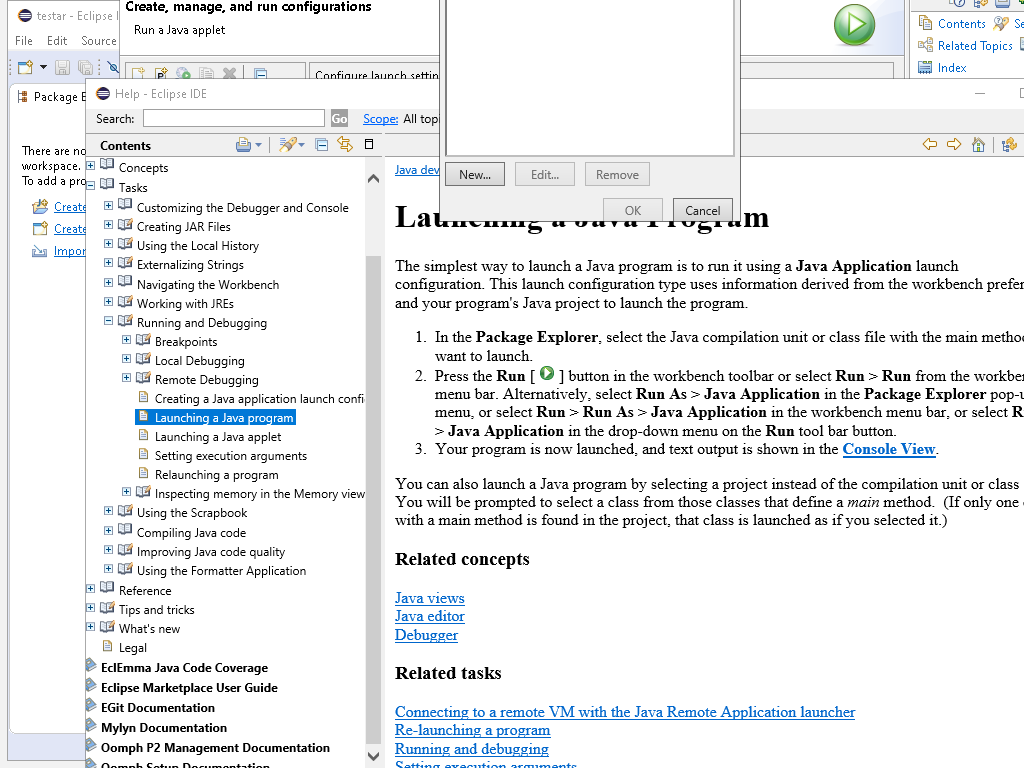 testar - Eclipse I
File Edit Source
Create, manage, and run configurations
Run a Java applet
Configure launch settin
Contents
Related Topics
Index
Package E
There are no
workspace.
To add a pro
Create
Create
Impor
Help - Eclipse IDE
Search: Go Scope: All top
Contents
Concepts
Tasks
Customizing the Debugger and Console
Creating JAR Files
Using the Local History
Externalizing Strings
Navigating the Workbench
Working with JREs
Running and Debugging
Breakpoints
Local Debugging
Remote Debugging
Creating a Java application launch confi
Launching a Java program
Launching a Java applet
Setting execution arguments
Relaunching a program
Inspecting memory in the Memory view
Using the Scrapbook
Compiling Java code
Improving Java code quality
Using the Formatter Application
Reference
Tips and tricks
What's new
Legal
EclEmma Java Code Coverage
Eclipse Marketplace User Guide
EGit Documentation
Mylyn Documentation
Oomph P2 Management Documentation
Oomph Setup Documentation
New... Edit... Remove
OK Cancel
Java dev
Launching a Java Program
The simplest way to launch a Java program is to run it using a Java Application launch
configuration. This launch configuration type uses information derived from the workbench prefer
and your program's Java project to launch the program.
1. In the Package Explorer, select the Java compilation unit or class file with the main metho
want to launch.
2. Press the Run [ ] button in the workbench toolbar or select Run > Run from the workbe
menu bar. Alternatively, select Run As > Java Application in the Package Explorer pop-u
menu, or select Run > Run As > Java Application in the workbench menu bar, or select R
> Java Application in the drop-down menu on the Run tool bar button.
3. Your program is now launched, and text output is shown in the Console View.
You can also launch a Java program by selecting a project instead of the compilation unit or class
You will be prompted to select a class from those classes that define a main method. (If only one
with a main method is found in the project, that class is launched as if you selected it.)
Related concepts
Java views
Java editor
Debugger
Related tasks
Connecting to a remote VM with the Java Remote Application launcher
Re-launching a program
Running and debugging
Setting execution arguments